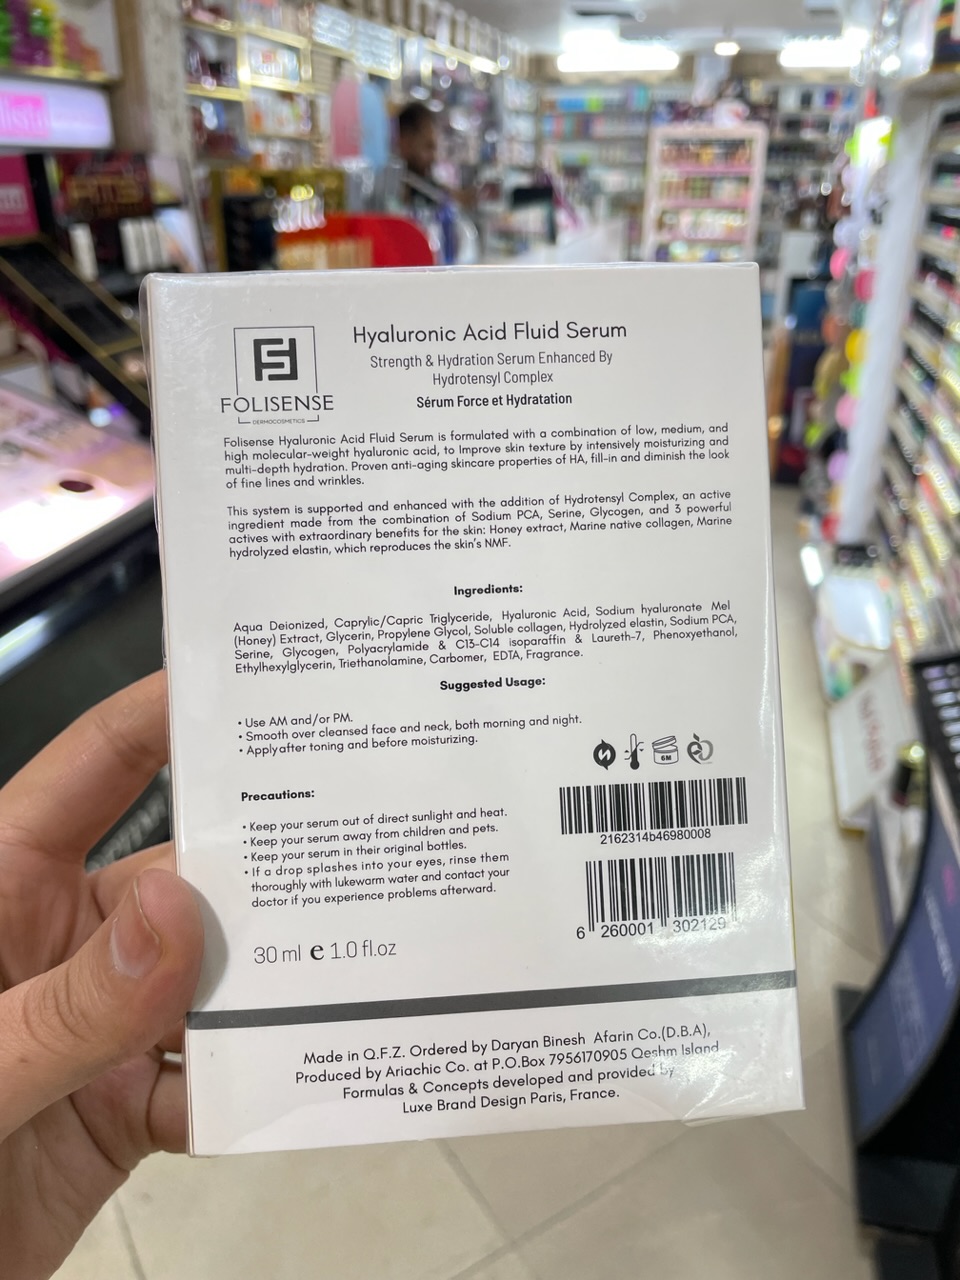 Hyaluronic Acid Fluid Serum
Strength & Hydration Serum Enhanced By
Hydrotensyl Complex
Sérum Force et Hydratation
FOLISENSE
DERMOCOSMETICS
Folisense Hyaluronic Acid Fluid Serum is formulated with a combination of low, medium, and
high molecular-weight hyaluronic acid, to Improve skin texture by intensively moisturizing and
multi-depth hydration. Proven anti-aging skincare properties of HA, fill-in and diminish the look
of fine lines and wrinkles.
This system is supported and enhanced with the addition of Hydrotensyl Complex, an active
ingredient made from the combination of Sodium PCA, Serine, Glycogen, and 3 powerful
actives with extraordinary benefits for the skin: Honey extract, Marine native collagen, Marine
hydrolyzed elastin, which reproduces the skin's NMF.
Ingredients:
Aqua Deionized, Caprylic/Capric Triglyceride, Hyaluronic Acid, Sodium hyaluronate Mel
(Honey) Extract, Glycerin, Propylene Glycol, Soluble collagen, Hydrolyzed elastin, Sodium PCA,
Serine, Glycogen, Polyacrylamide & C13-C14 isoparaffin & Laureth-7, Phenoxyethanol,
Ethylhexylglycerin, Triethanolamine, Carbomer, EDTA, Fragrance.
Suggested Usage:
• Use AM and/or PM.
• Smooth over cleansed face and neck, both morning and night.
• Apply after toning and before moisturizing.
6M
Precautions:
• Keep your serum out of direct sunlight and heat.
• Keep your serum away from children and pets.
• Keep your serum in their original bottles.
• If a drop splashes into your eyes, rinse them
thoroughly with lukewarm water and contact your
doctor if you experience problems afterward.
2162314b46980008
6 260001 302129
30 ml e 1.0 fl.oz
Made in Q.F.Z. Ordered by Daryan Binesh Afarin Co.(D.B.A),
Produced by Ariachic Co. at P.O.Box 7956170905 Qeshm Island
Formulas & Concepts developed and provided by
Luxe Brand Design Paris, France.